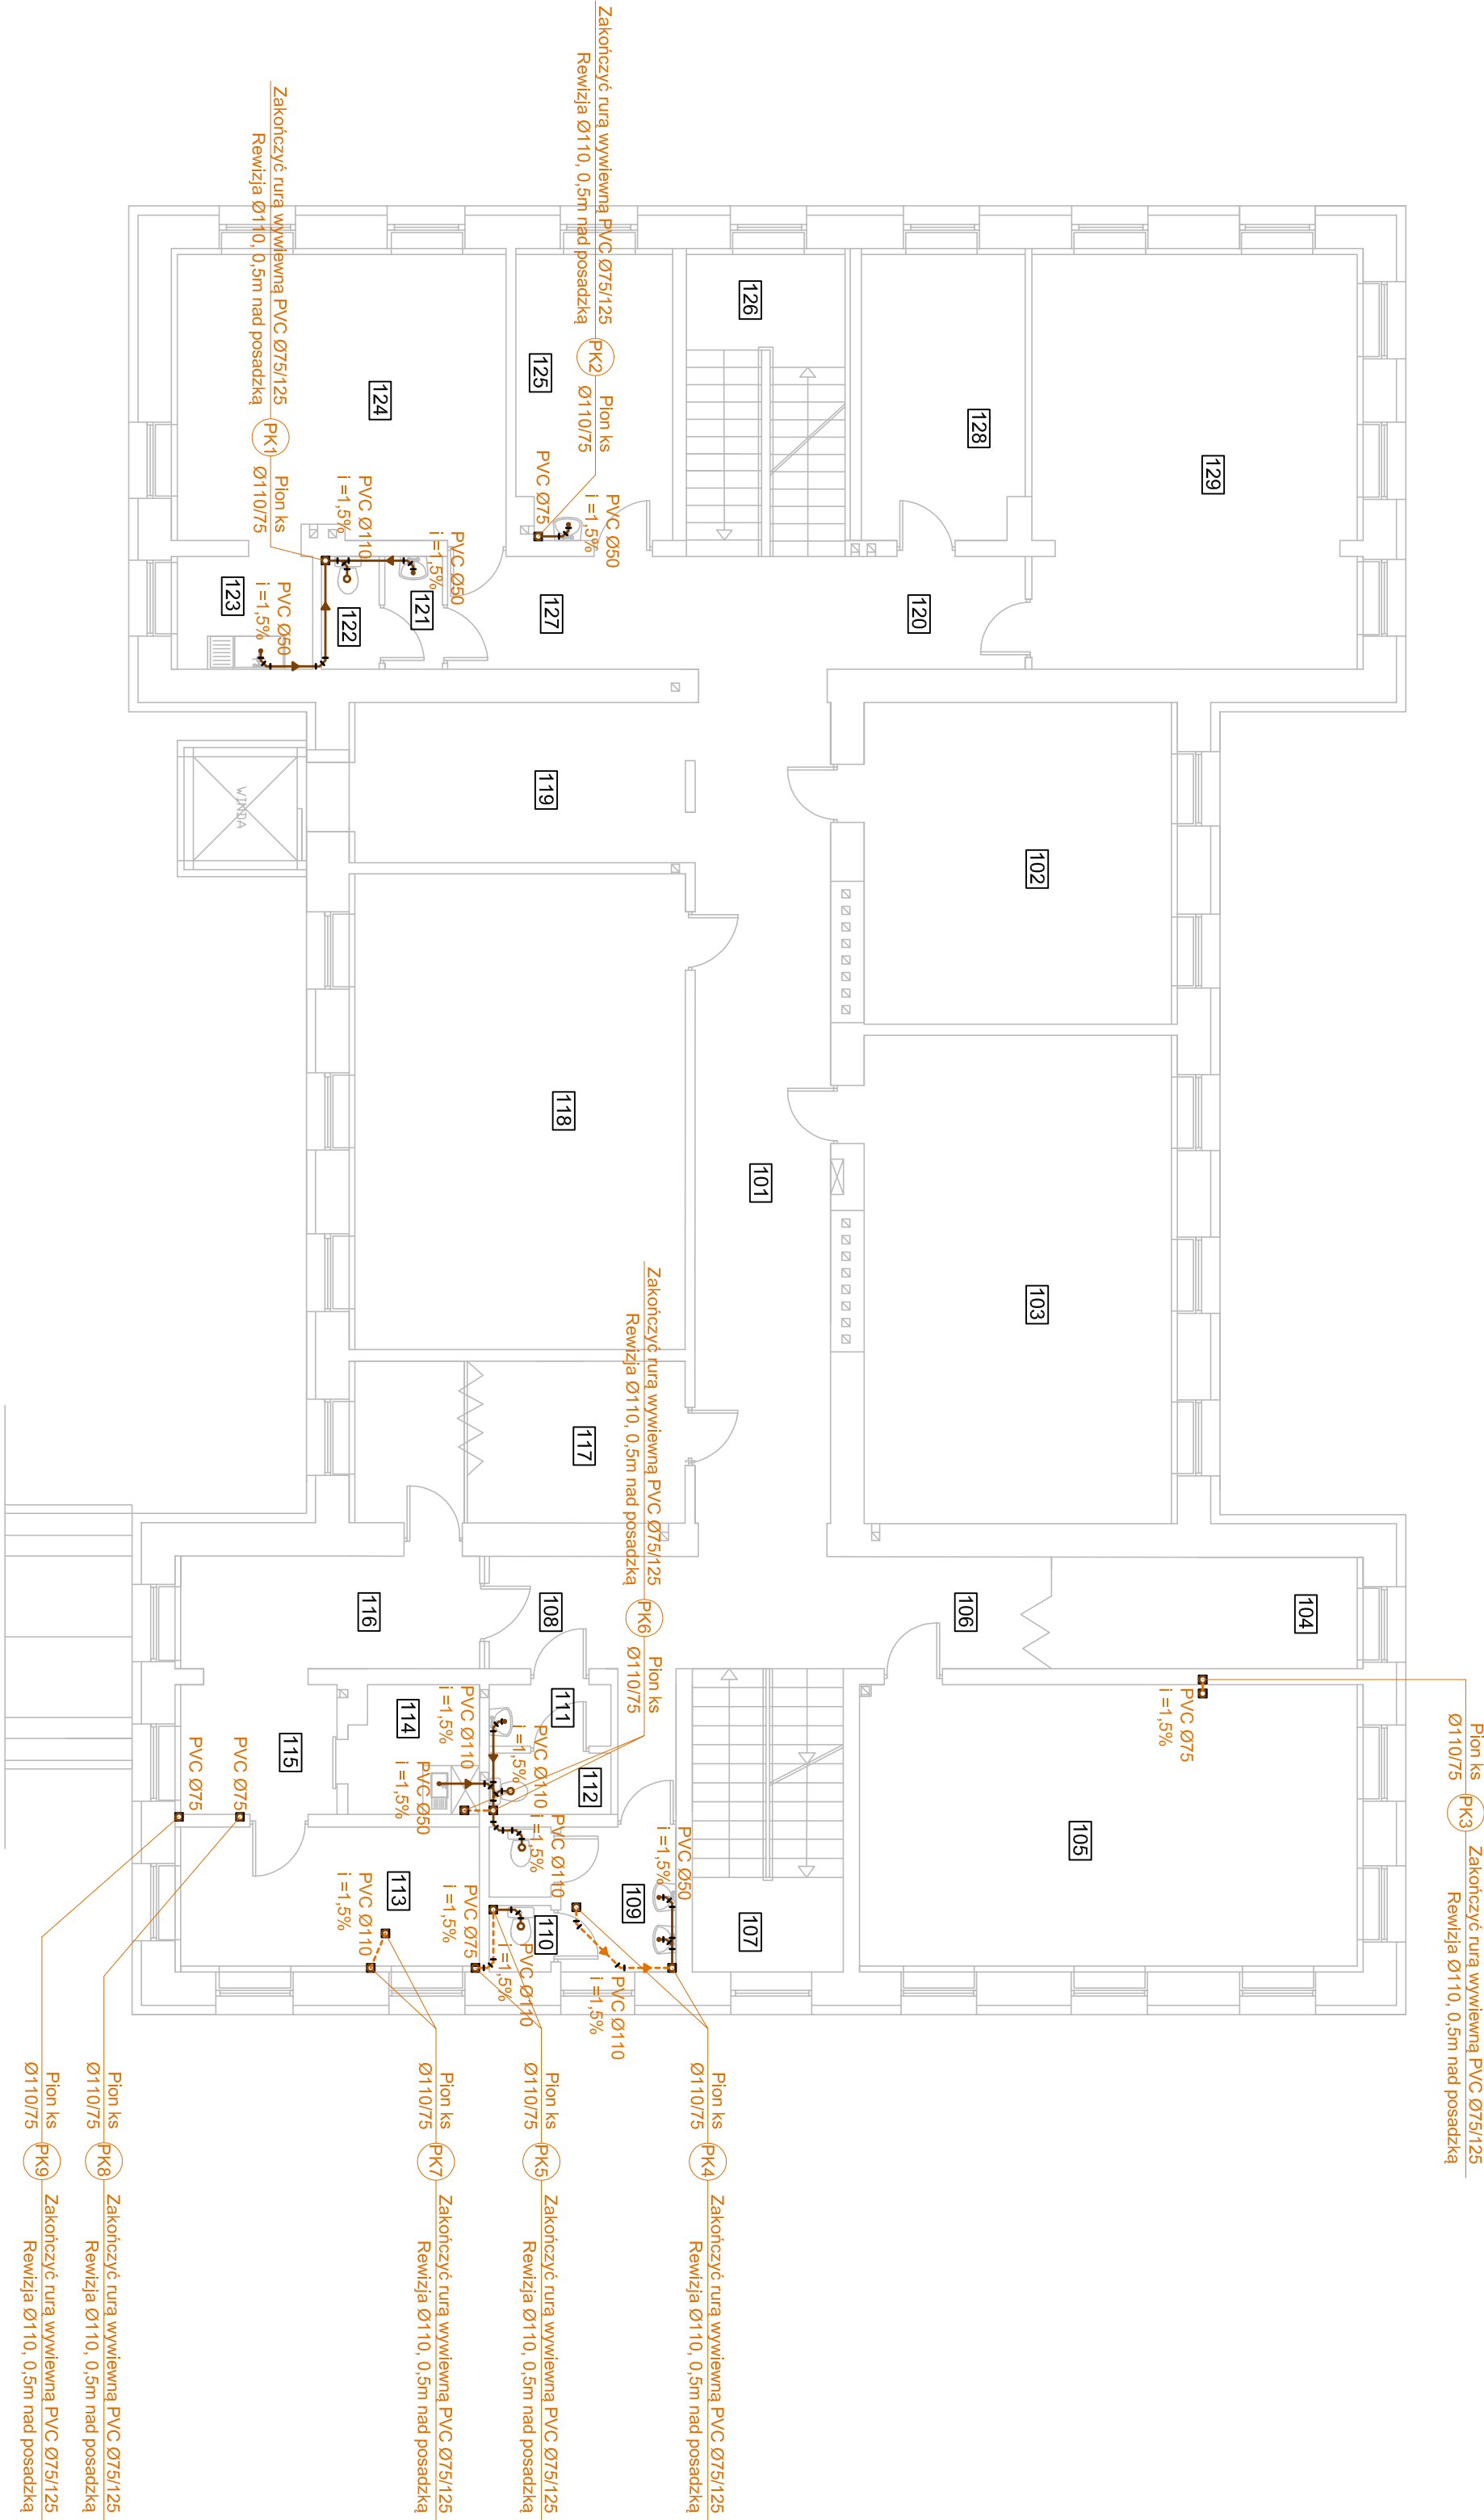 Pion ks
Ø110/75
PK3
Zakończyć rurą wywiewną PVC Ø75/125
Rewizja Ø110, 0,5m nad posadzką
129
104
PVC Ø75
i =1,5%
105
102
103
128
106
120
126
101
107
Zakończyć rurą wywiewną PVC Ø75/125
Rewizja Ø110, 0,5m nad posadzką
PK2
Pion ks
Ø110/75
PVC Ø50
i =1,5%
PVC Ø75
125
127
119
118
117
Zakończyć rurą wywiewną PVC Ø75/125
Rewizja Ø110, 0,5m nad posadzką
PK6
Pion ks
Ø110/75
PVC Ø50
i =1,5%
109
PVC Ø110
i =1,5%
Pion ks
Ø110/75
PK4
Zakończyć rurą wywiewną PVC Ø75/125
Rewizja Ø110, 0,5m nad posadzką
108
111
112
PVC Ø110
i =1,5%
PVC Ø110
i =1,5%
110
PVC Ø110
i =1,5%
Pion ks
Ø110/75
PK5
Zakończyć rurą wywiewną PVC Ø75/125
Rewizja Ø110, 0,5m nad posadzką
124
PVC Ø50
i =1,5%
121
PVC Ø110
i =1,5%
122
116
114
PVC Ø110
i =1,5%
PVC Ø50
i =1,5%
PVC Ø75
i =1,5%
113
PVC Ø110
i =1,5%
Pion ks
Ø110/75
PK7
Zakończyć rurą wywiewną PVC Ø75/125
Rewizja Ø110, 0,5m nad posadzką
Zakończyć rurą wywiewną PVC Ø75/125
Rewizja Ø110, 0,5m nad posadzką
PK1
Pion ks
Ø110/75
PVC Ø50
i =1,5%
123
WINDA
115
PVC Ø75
PVC Ø75
Pion ks
Ø110/75
PK8
Zakończyć rurą wywiewną PVC Ø75/125
Rewizja Ø110, 0,5m nad posadzką
Pion ks
Ø110/75
PK9
Zakończyć rurą wywiewną PVC Ø75/125
Rewizja Ø110, 0,5m nad posadzką